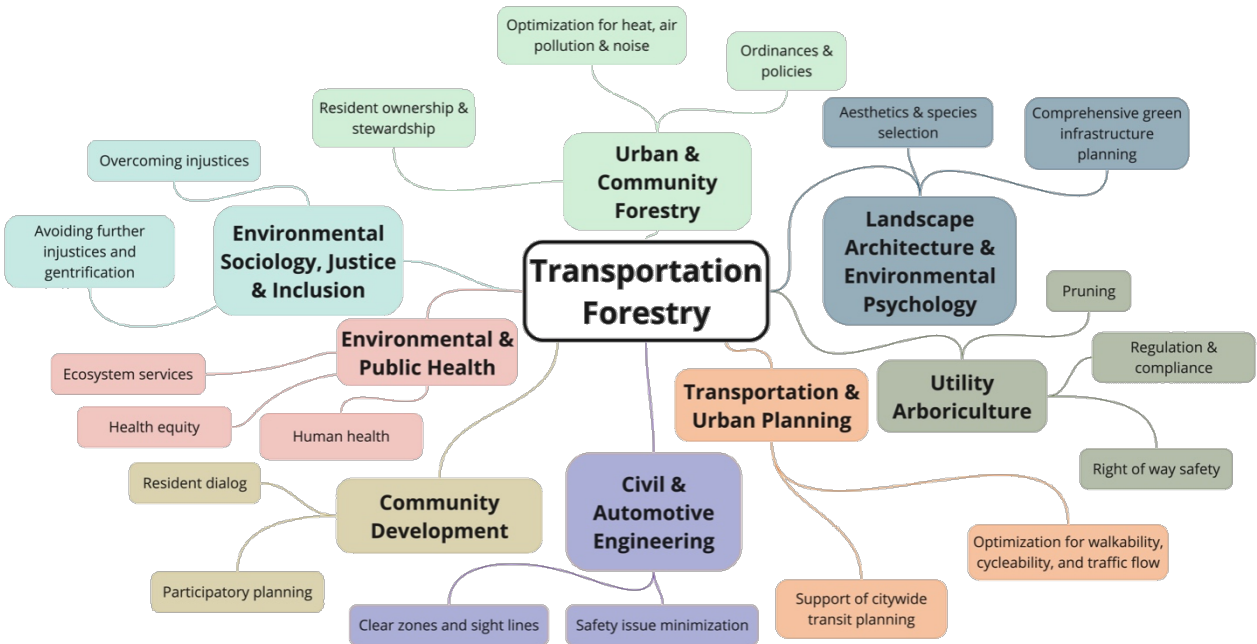 Optimization for heat, air
pollution & noise
Ordinances &
policies
Resident ownership &
stewardship
Urban &
Community
Forestry
Aesthetics & species
selection
Comprehensive green
infrastructure
planning
Landscape
Architecture &
Environmental
Psychology
Overcoming injustices
Avoiding further
injustices and
gentrification
Environmental
Sociology, Justice
& Inclusion
Transportation
Forestry
Environmental &
Public Health
Ecosystem services
Health equity
Human health
Transportation &
Urban Planning
Optimization for walkability,
cycleability, and traffic flow
Support of citywide
transit planning
Utility
Arboriculture
Pruning
Regulation &
compliance
Right of way safety
Community
Development
Resident dialog
Participatory planning
Civil &
Automotive
Engineering
Clear zones and sight lines
Safety issue minimization